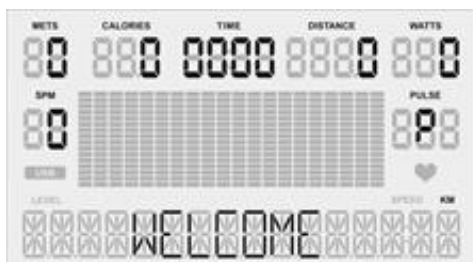 METS CALORIES TIME DISTANCE WATTS
0 0 0000 0 0
SPM PULSE
0 P
USB
LEVEL SPEED KM
WELCOME